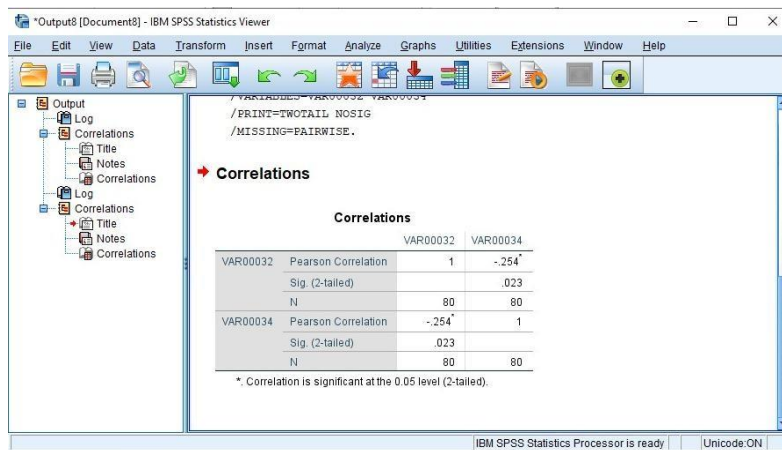 *Output8 [Document8] - IBM SPSS Statistics Viewer
File Edit View Data Transform Insert Format Analyze Graphs Utilities Extensions Window Help
Output
Log
Correlations
Title
Notes
Correlations
Log
Correlations
Title
Notes
Correlations
/VARIABLES=VAR00032 VAR00034
/PRINT=TWOTAIL NOSIG
/MISSING=PAIRWISE.
Correlations
Correlations
VAR00032 VAR00034
VAR00032 Pearson Correlation 1 -.254*
Sig. (2-tailed) .023
N 80 80
VAR00034 Pearson Correlation -.254* 1
Sig. (2-tailed) .023
N 80 80
*. Correlation is significant at the 0.05 level (2-tailed).
IBM SPSS Statistics Processor is ready Unicode:ON